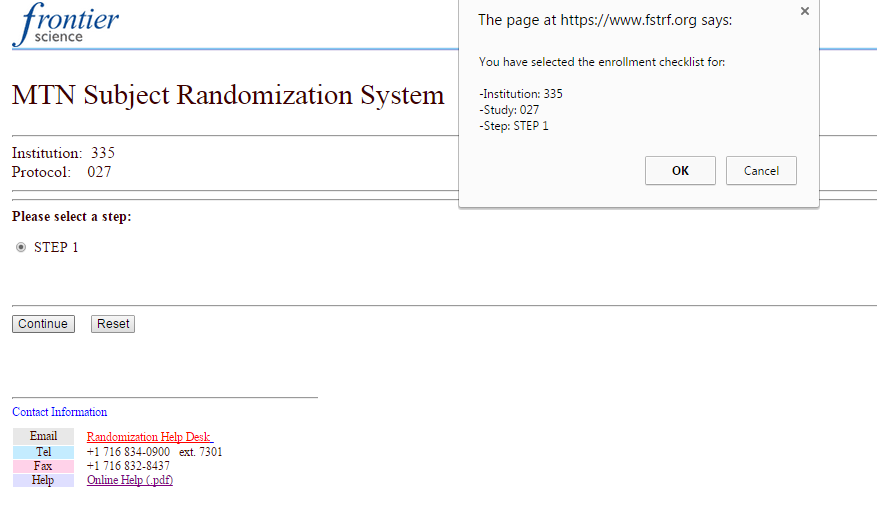 frontier
science
The page at https://www.fstrf.org says:
You have selected the enrollment checklist for:
-Institution: 335
-Study: 027
-Step: STEP 1
OK Cancel
MTN Subject Randomization System
Institution: 335
Protocol: 027
Please select a step:
STEP 1
Continue Reset
Contact Information
Email Randomization Help Desk
Tel +1 716 834-0900 ext. 7301
Fax +1 716 832-8437
Help Online Help (.pdf)